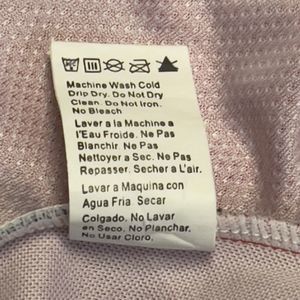 Machine Wash Cold
Drip Dry. Do Not Dry
Clean. Do Not Iron.
No Bleach
Laver a la Machine a
l'Eau Froide. Ne Pas
Blanchir. Ne Pas
Nettoyer a Sec. Ne Pas
Repasser. Secher a L'air.
Lavar a Maquina con
Agua Fria. Secar
Colgado. No Lavar
en Seco. No Planchar.
No Usar Cloro.